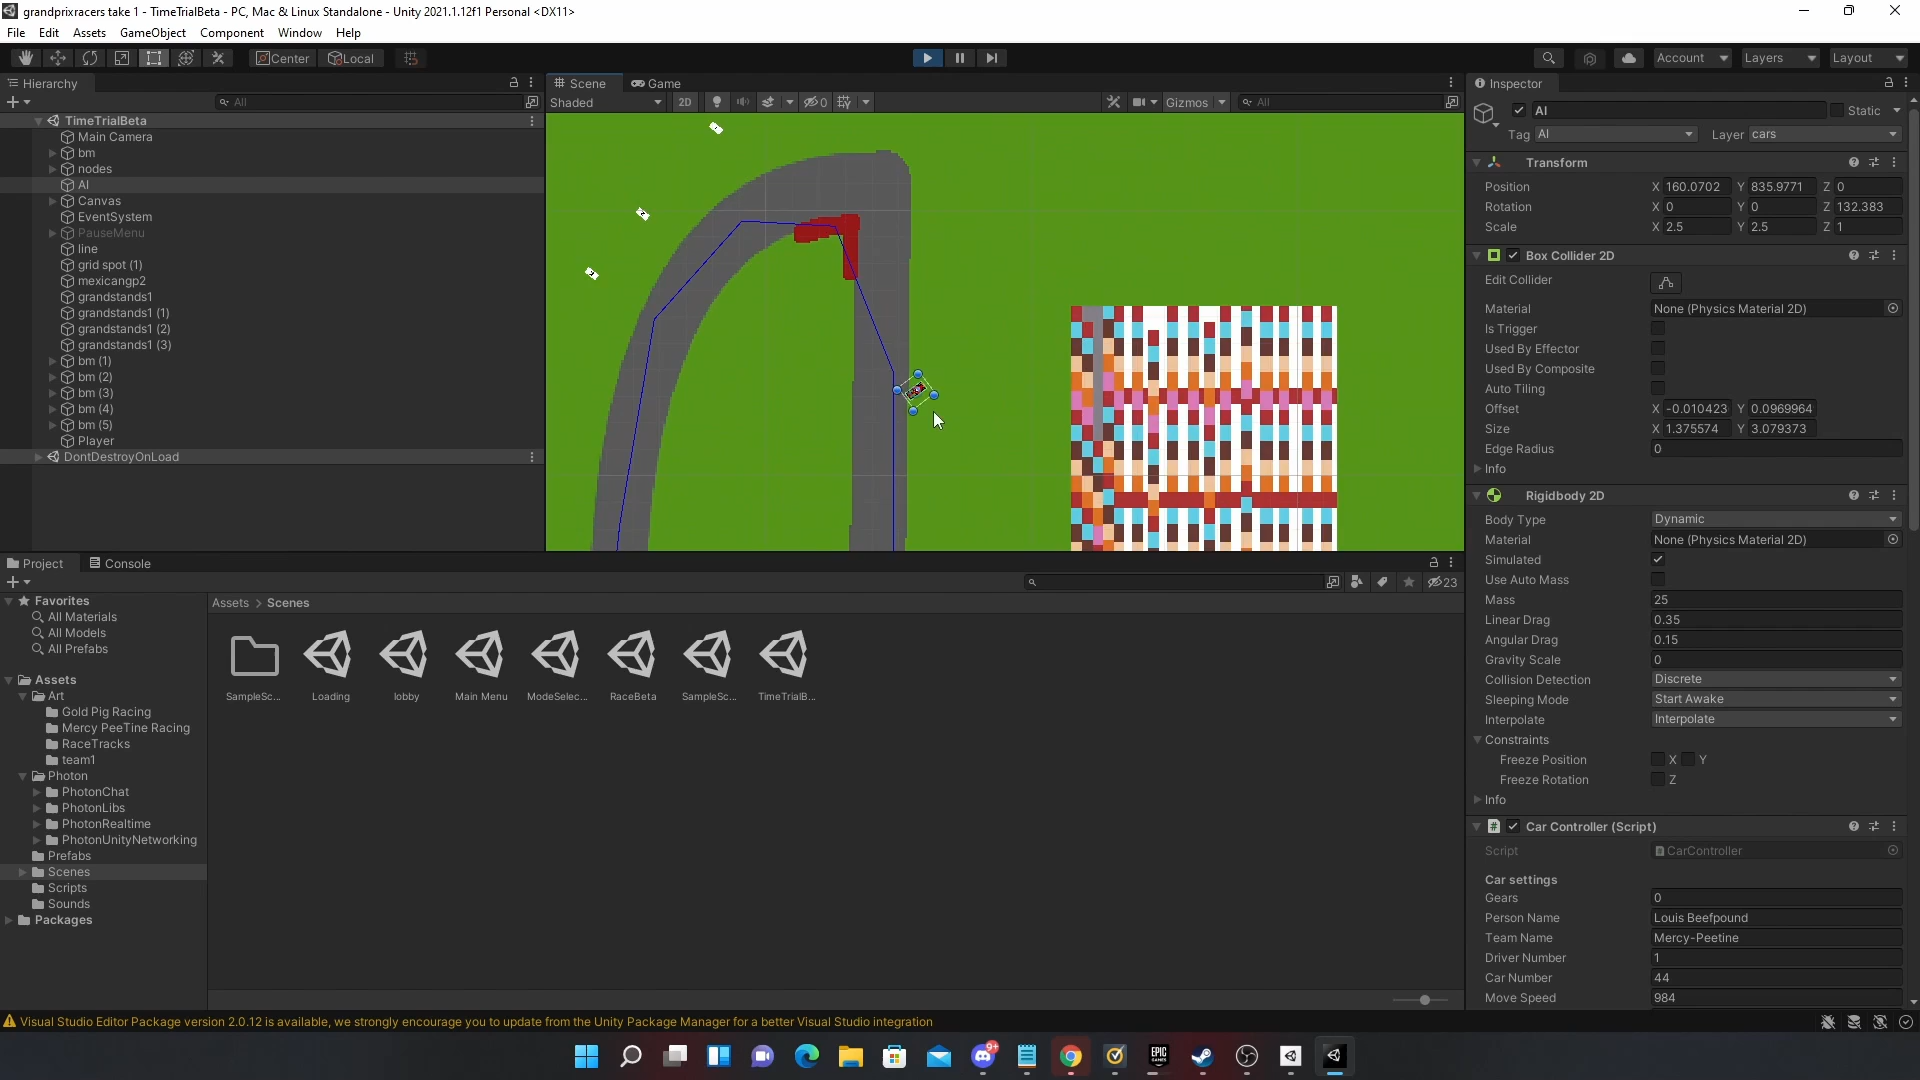 grandprixracers take 1 - TimeTrialBeta - PC, Mac & Linux Standalone - Unity 2021.1.12f1 Personal <DX11>
File Edit Assets GameObject Component Window Help
Center Local Account Layers Layout
Hierarchy
All
TimeTrialBeta
Main Camera
bm
nodes
AI
Canvas
EventSystem
PauseMenu
line
grid spot (1)
mexicangp2
grandstands1
grandstands1 (1)
grandstands1 (2)
grandstands1 (3)
bm (1)
bm (2)
bm (3)
bm (4)
bm (5)
Player
DontDestroyOnLoad
Scene Game
Shaded 2D 0 Gizmos All
Inspector
AI Static
Tag AI Layer cars
Transform
Position X 160.0702 Y 835.9771 Z 0
Rotation X 0 Y 0 Z 132.383
Scale X 2.5 Y 2.5 Z 1
Box Collider 2D
Edit Collider
Material None (Physics Material 2D)
Is Trigger
Used By Effector
Used By Composite
Auto Tiling
Offset X -0.010423 Y 0.0969964
Size X 1.375574 Y 3.079373
Edge Radius 0
Info
Rigidbody 2D
Body Type Dynamic
Material None (Physics Material 2D)
Simulated
Use Auto Mass
Mass 25
Linear Drag 0.35
Angular Drag 0.15
Gravity Scale 0
Collision Detection Discrete
Sleeping Mode Start Awake
Interpolate Interpolate
Constraints
Freeze Position X Y
Freeze Rotation Z
Info
Car Controller (Script)
Script CarController
Car settings
Gears 0
Person Name Louis Beefpound
Team Name Mercy-Peetine
Driver Number 1
Car Number 44
Move Speed 984
Project Console
23
Favorites
All Materials
All Models
All Prefabs
Assets
Art
Gold Pig Racing
Mercy PeeTine Racing
RaceTracks
team1
Photon
PhotonChat
PhotonLibs
PhotonRealtime
PhotonUnityNetworking
Prefabs
Scenes
Scripts
Sounds
Packages
Assets > Scenes
SampleSc... Loading lobby Main Menu ModeSelec... RaceBeta SampleSc... TimeTrialB...
Visual Studio Editor Package version 2.0.12 is available, we strongly encourage you to update from the Unity Package Manager for a better Visual Studio integration
9+
EPIC
GAMES